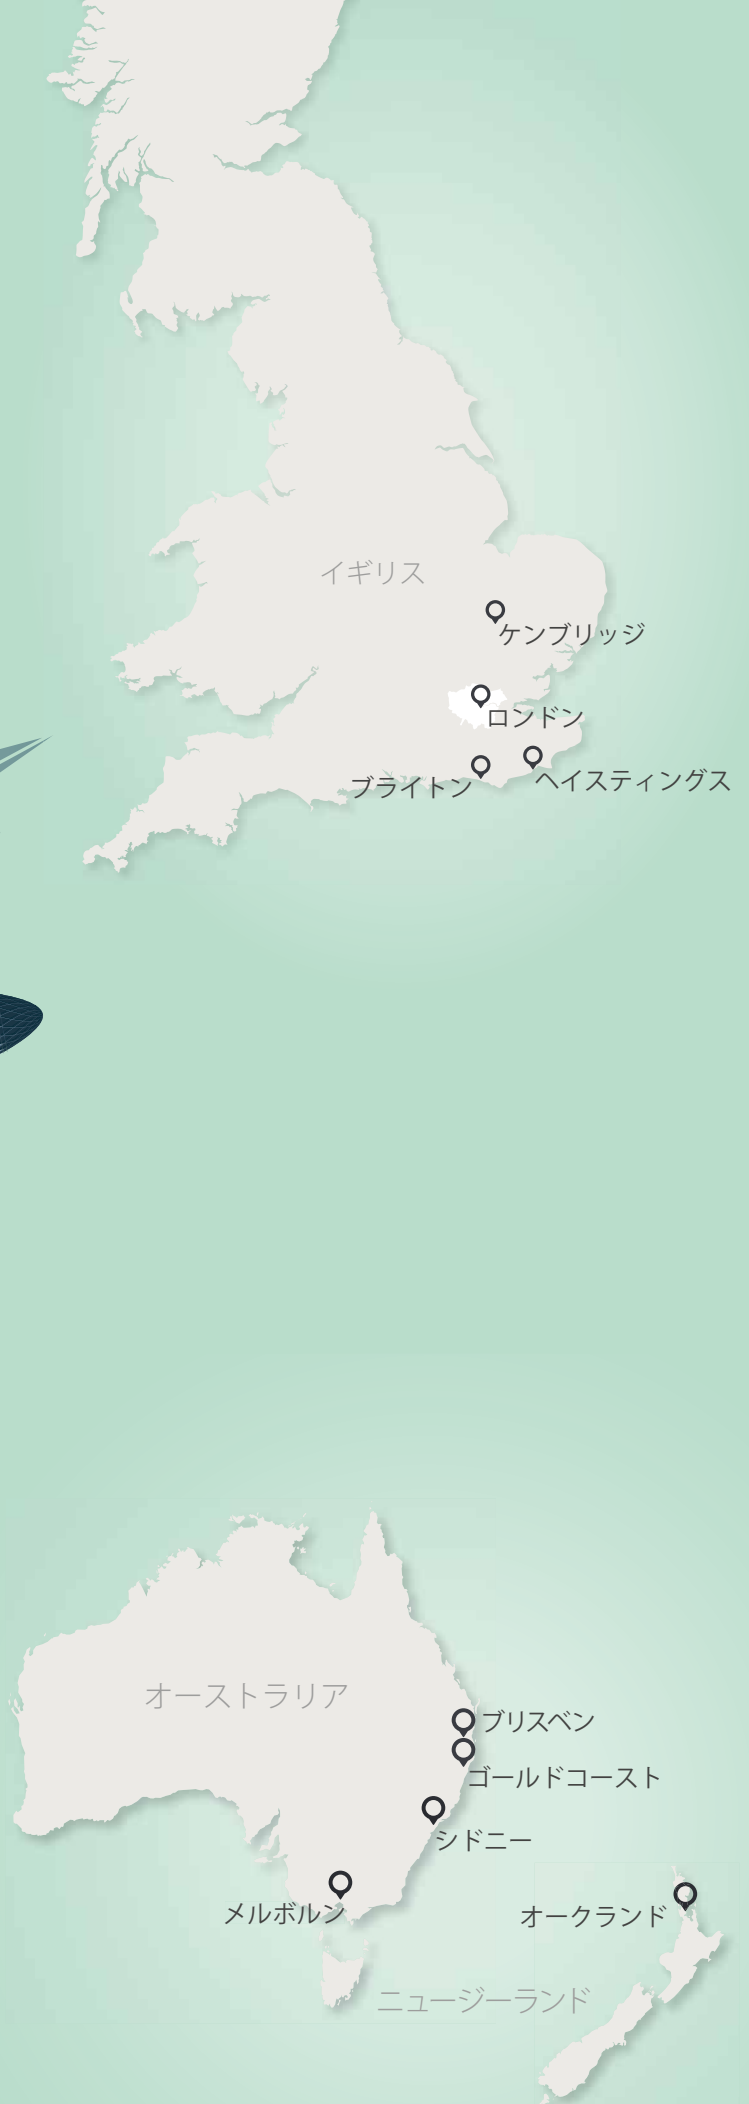 イギリス
ケンブリッジ
ロンドン
ブライトン
ヘイスティングス
オーストラリア
ブリスベン
ゴールドコースト
シドニー
メルボルン
オークランド
ニュージーランド